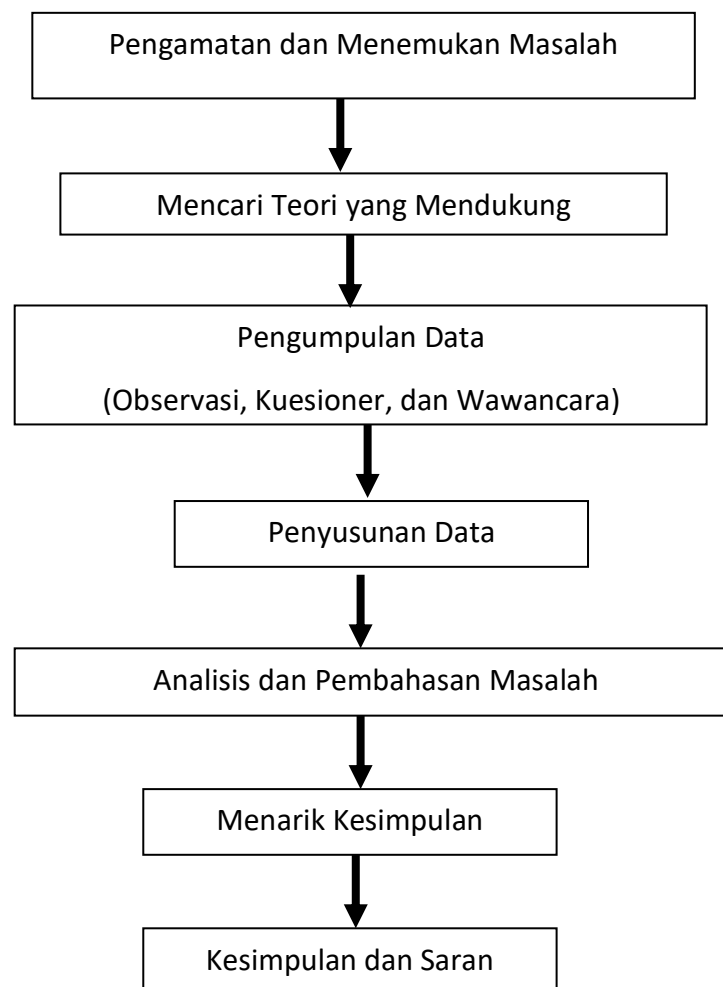 Pengamatan dan Menemukan Masalah
Mencari Teori yang Mendukung
Pengumpulan Data
(Observasi, Kuesioner, dan Wawancara)
Penyusunan Data
Analisis dan Pembahasan Masalah
Menarik Kesimpulan
Kesimpulan dan Saran